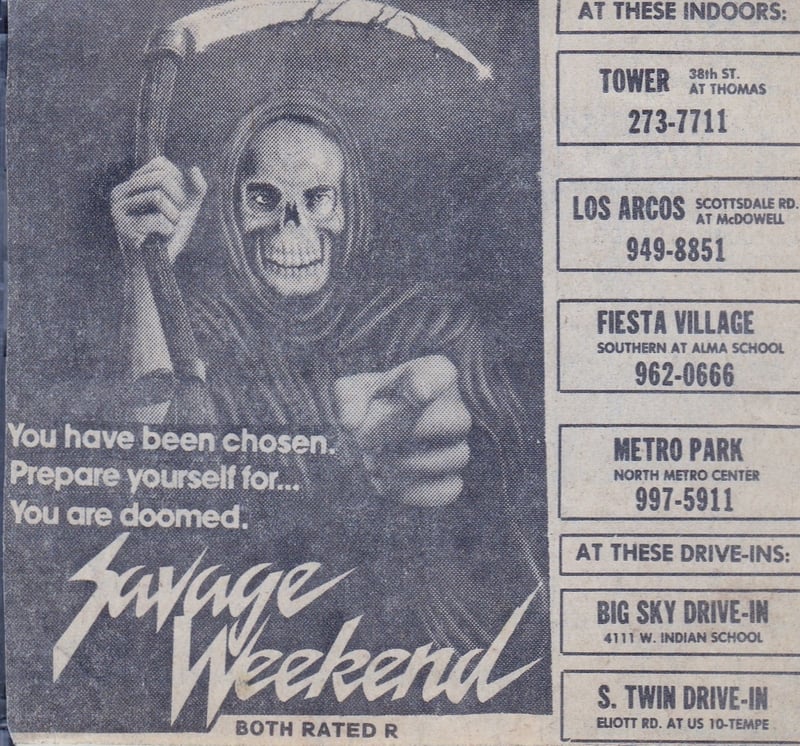 You have been chosen.
Prepare yourself for...
You are doomed.
Savage
Weekend
BOTH RATED R
AT THESE INDOORS:
TOWER 38th ST.
AT THOMAS
273-7711
LOS ARCOS SCOTTSDALE RD.
AT McDOWELL
949-8851
FIESTA VILLAGE
SOUTHERN AT ALMA SCHOOL
962-0666
METRO PARK
NORTH METRO CENTER
997-5911
AT THESE DRIVE-INS:
BIG SKY DRIVE-IN
4111 W. INDIAN SCHOOL
S. TWIN DRIVE-IN
ELIOTT RD. AT US 10-TEMPE